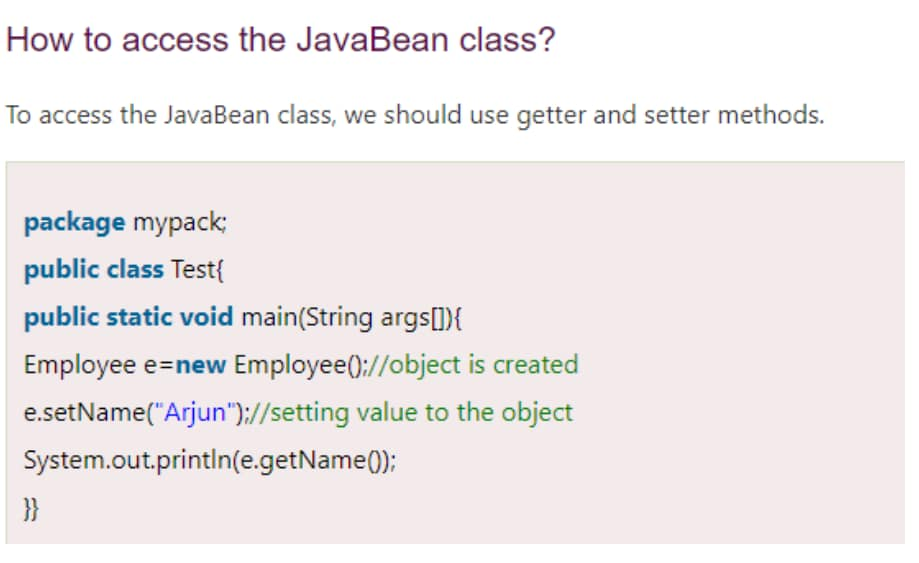 How to access the JavaBean class?
To access the JavaBean class, we should use getter and setter methods.
package mypack;
public class Test{
public static void main(String args[]){
Employee e=new Employee();//object is created
e.setName("Arjun");//setting value to the object
System.out.println(e.getName());
}}